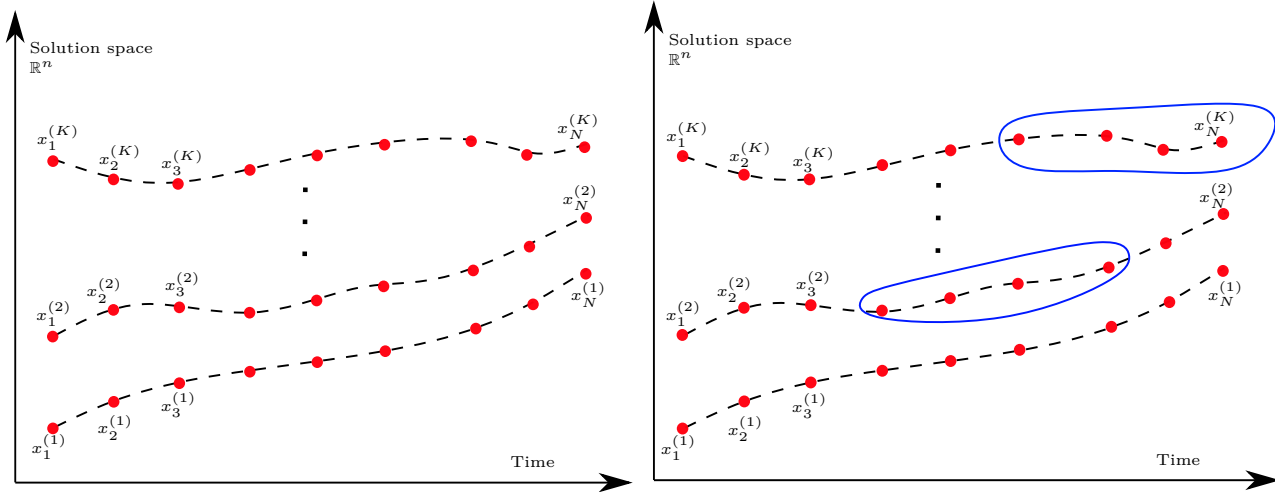 Solution space
ℝⁿ
x₁^(K)
x₂^(K)
x₃^(K)
x_N^(K)
x_N^(2)
x₁^(2)
x₂^(2)
x₃^(2)
x_N^(1)
x₁^(1)
x₂^(1)
x₃^(1)
Time
Solution space
ℝⁿ
x₁^(K)
x₂^(K)
x₃^(K)
x_N^(K)
x_N^(2)
x₁^(2)
x₂^(2)
x₃^(2)
x_N^(1)
x₁^(1)
x₂^(1)
x₃^(1)
Time